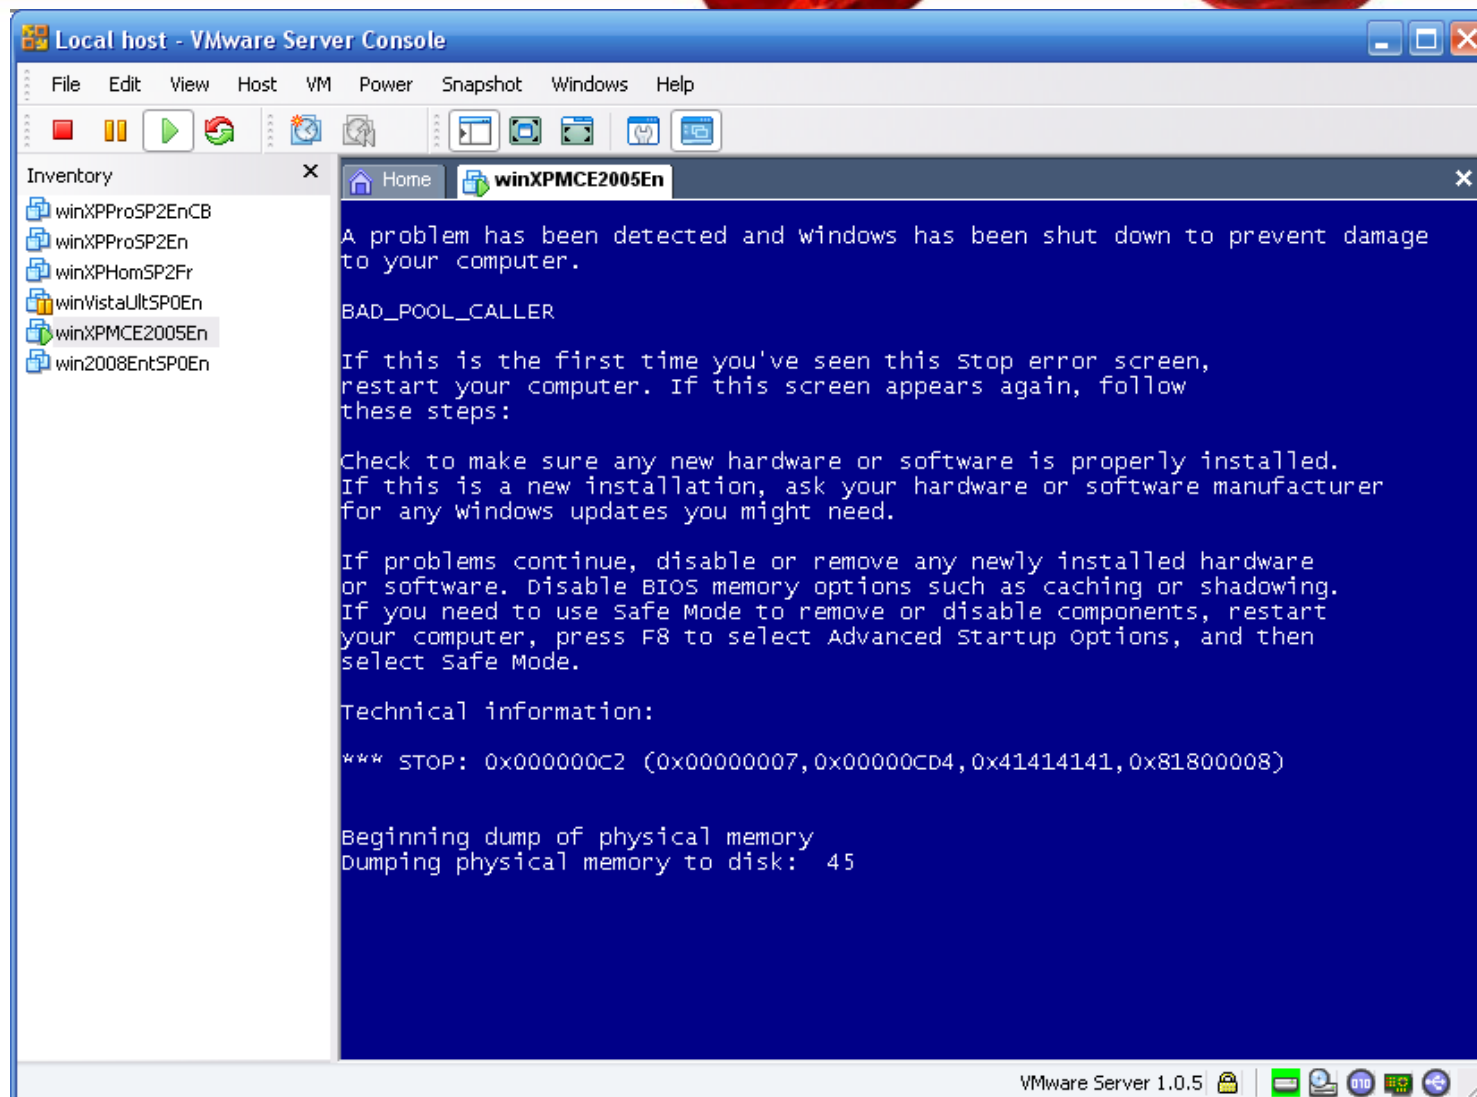 Local host - VMware Server Console
File Edit View Host VM Power Snapshot Windows Help
Inventory
winXPProSP2EnCB
winXPProSP2En
winXPHomSP2Fr
winVistaUltSP0En
winXPMCE2005En
win2008EntSP0En
Home
winXPMCE2005En
A problem has been detected and Windows has been shut down to prevent damage
to your computer.
BAD_POOL_CALLER
If this is the first time you've seen this Stop error screen,
restart your computer. If this screen appears again, follow
these steps:
Check to make sure any new hardware or software is properly installed.
If this is a new installation, ask your hardware or software manufacturer
for any Windows updates you might need.
If problems continue, disable or remove any newly installed hardware
or software. Disable BIOS memory options such as caching or shadowing.
If you need to use Safe Mode to remove or disable components, restart
your computer, press F8 to select Advanced Startup Options, and then
select Safe Mode.
Technical information:
*** STOP: 0x000000C2 (0x00000007,0x00000CD4,0x41414141,0x81800008)
Beginning dump of physical memory
Dumping physical memory to disk: 45
VMware Server 1.0.5